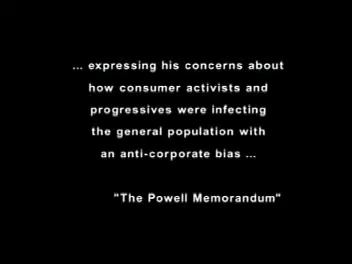 ... expressing his concerns about
how consumer activists and
progressives were infecting
the general population with
an anti-corporate bias ...
"The Powell Memorandum"